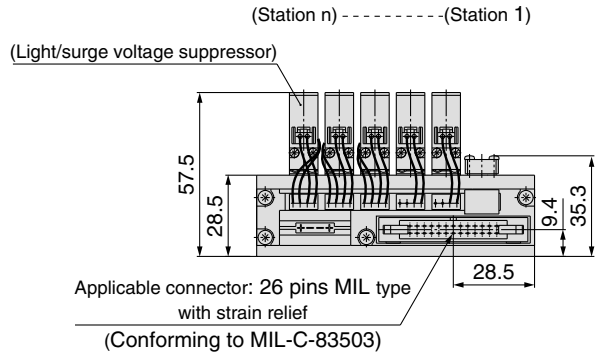 (Station n) --------(Station 1)
(Light/surge voltage suppressor)
57.5
28.5
9.4
35.3
28.5
Applicable connector: 26 pins MIL type
with strain relief
(Conforming to MIL-C-83503)